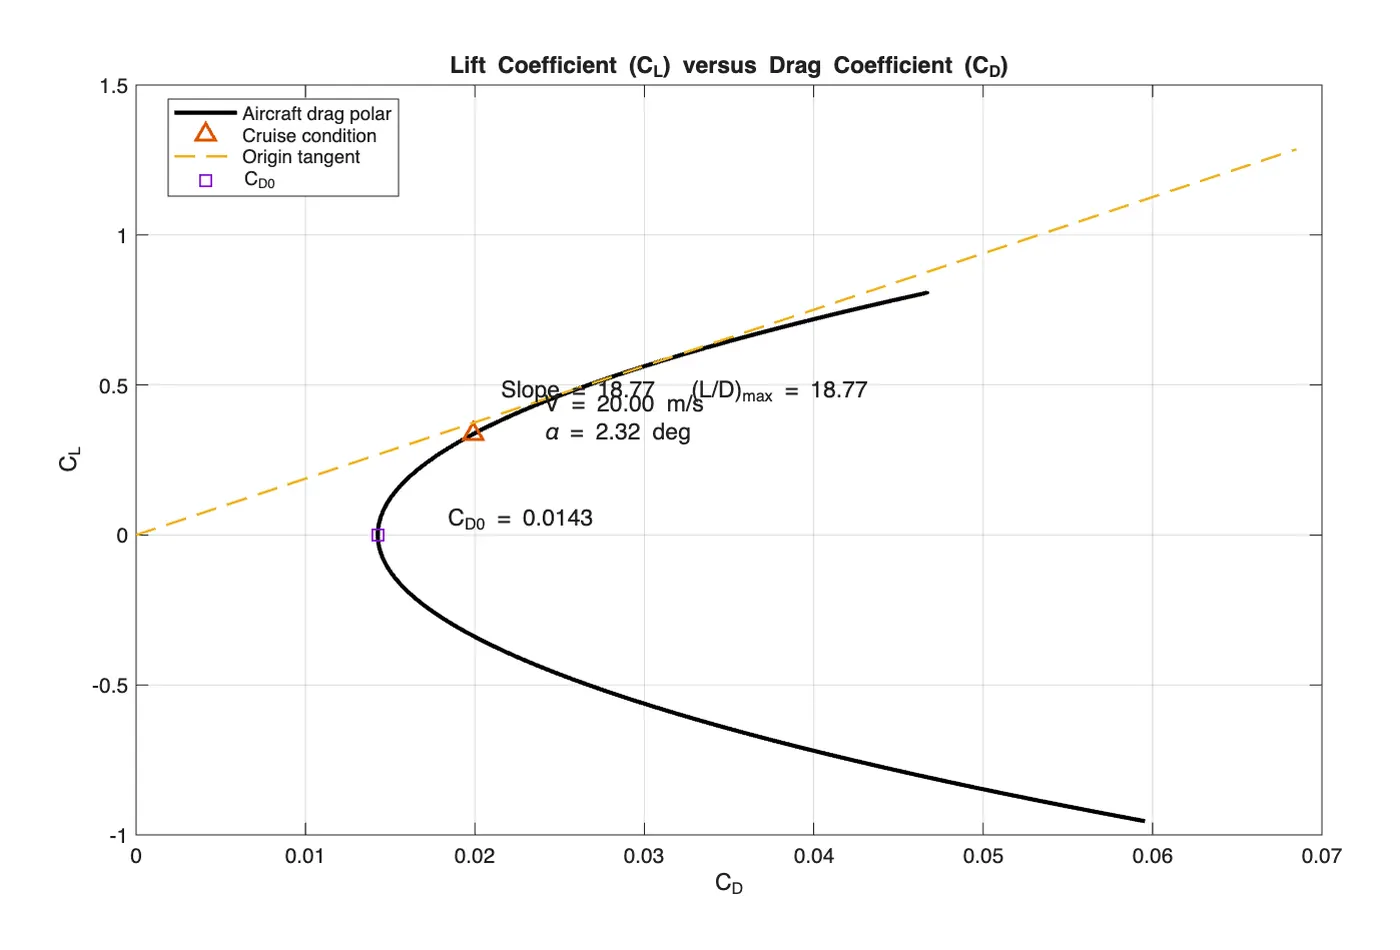 Lift Coefficient (CL) versus Drag Coefficient (CD)
Aircraft drag polar
Cruise condition
Origin tangent
CD0
1.5
1
0.5
0
-0.5
-1
CL
Slope = 18.77 (L/D)max = 18.77
v = 20.00 m/s
α = 2.32 deg
CD0 = 0.0143
0 0.01 0.02 0.03 0.04 0.05 0.06 0.07
CD